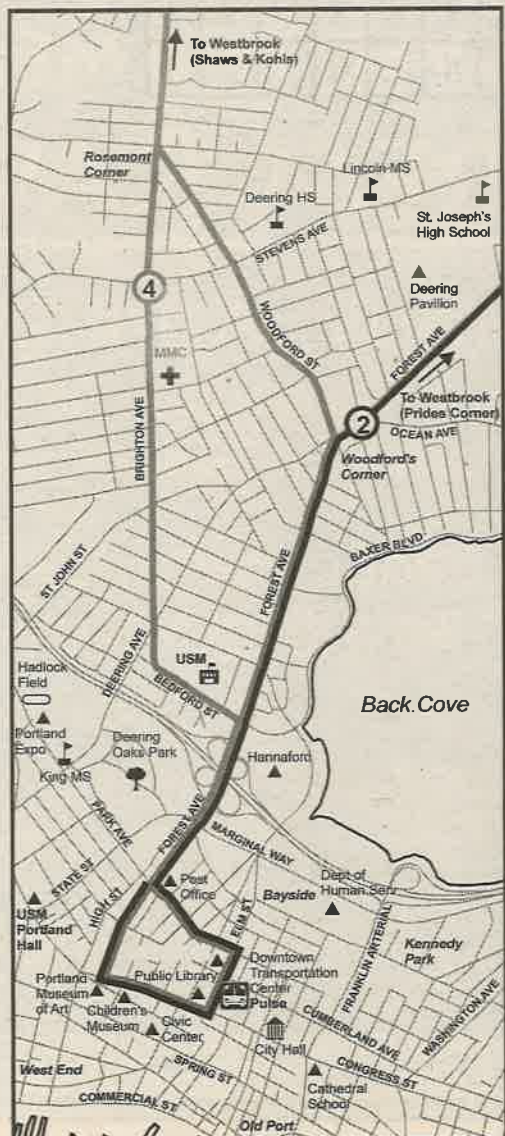 To Westbrook
(Shaws & Kohls)
Rosemont
Corner
Lincoln MS
Deering HS
St. Joseph's
High School
STEVENS AVE
4
Deering
Pavilion
WOODFORD ST
FOREST AVE
MMC
To Westbrook
(Prides Corner)
2
OCEAN AVE
Woodford's
Corner
BRIGHTON AVE
BAXER BLVD
ST JOHN ST
FOREST AVE
DEERING AVE
USM
Hadlock
Field
BEDFORD ST
Back Cove
Portland
Expo
Deering
Oaks Park
Hannaford
King MS
PARK AVE
FOREST AVE
MARGINAL WAY
STATE ST
HIGH ST
Post
Office
ELM ST
Bayside
Dept of
Human Serv
USM
Portland
Hall
FRANKLIN ARTERIAL
Kennedy
Park
Public Library
Downtown
Transportation
Center
Pulse
Portland
Museum
of Art
Children's
Museum
Civic
Center
City Hall
CUMBERLAND AVE
WASHINGTON AVE
CONGRESS ST
West End
SPRING ST
Cathedral
School
COMMERCIAL ST
Old Port